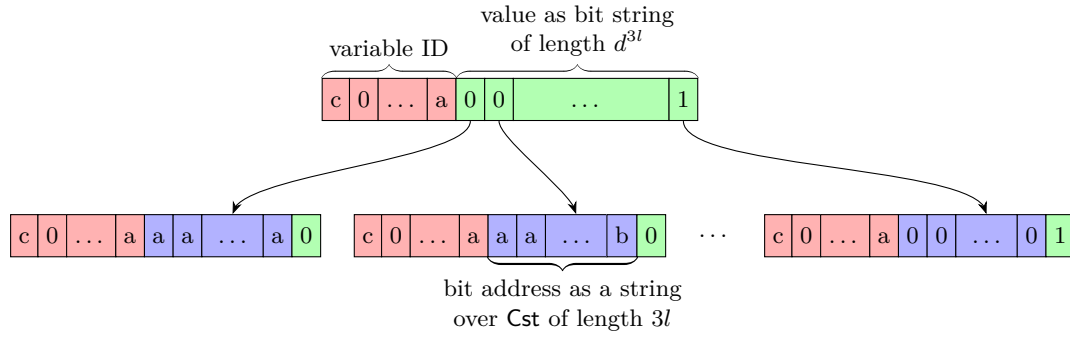 value as bit string
of length d^{3l}
variable ID
c 0 ... a 0 0 ... 1
c 0 ... a a a ... a 0
c 0 ... a a a ... b 0
...
c 0 ... a 0 0 ... 0 1
bit address as a string
over Cst of length 3l